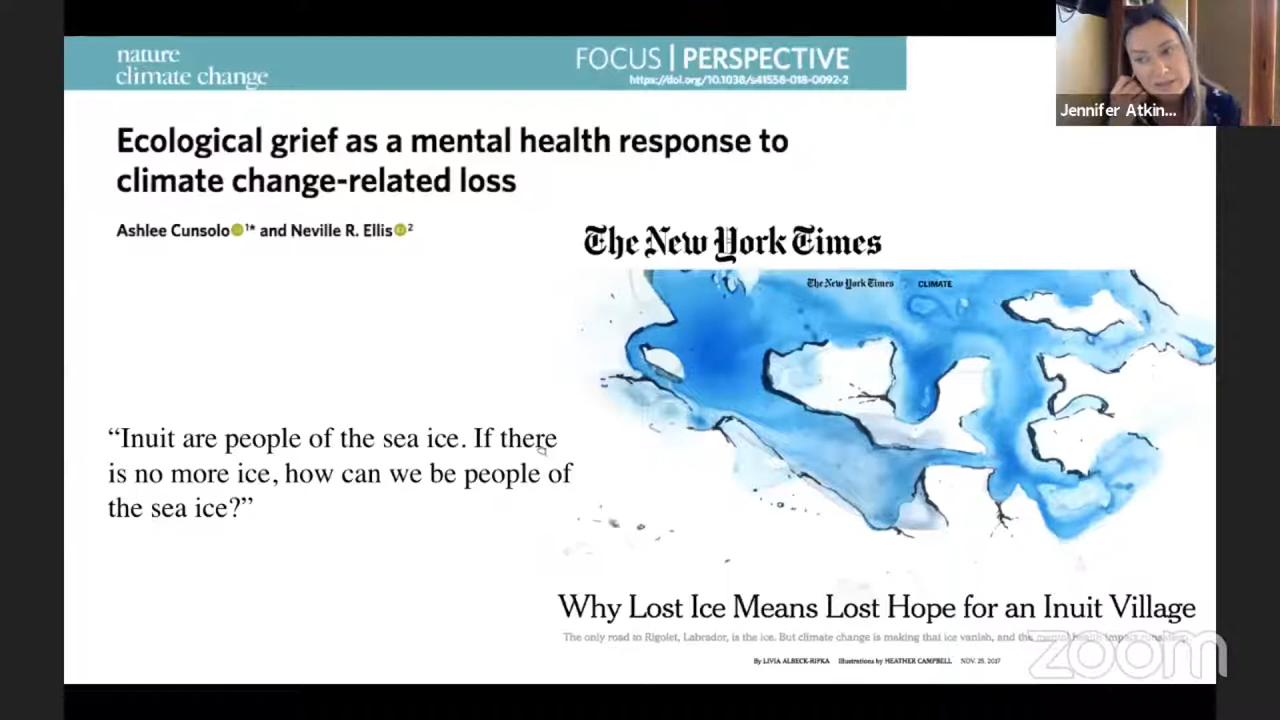 nature
climate change
FOCUS | PERSPECTIVE
https://doi.org/10.1038/s41558-018-0092-2
Jennifer Atkin...
Ecological grief as a mental health response to
climate change-related loss
Ashlee Cunsolo 1* and Neville R. Ellis 2
The New York Times
The New York Times CLIMATE
“Inuit are people of the sea ice. If there
is no more ice, how can we be people of
the sea ice?”
Why Lost Ice Means Lost Hope for an Inuit Village
The only road to Rigolet, Labrador, is the ice. But climate change is making that ice vanish, and the mental health
By LIVIA ALBECK-RIPKA Illustrations by HEATHER CAMPBELL NOV. 25, 2017
zoom